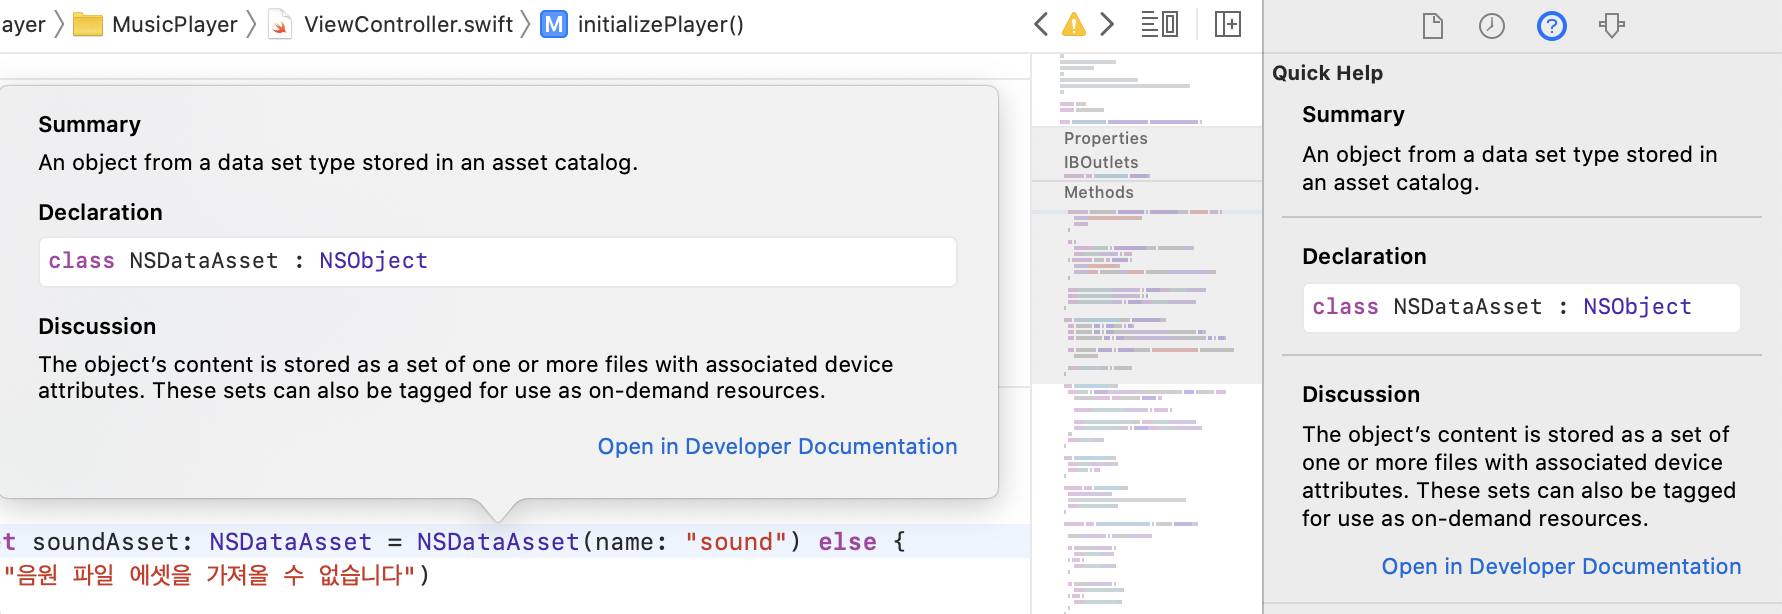 ayer MusicPlayer ViewController.swift M initializePlayer()
Summary
An object from a data set type stored in an asset catalog.
Declaration
class NSDataAsset : NSObject
Discussion
The object’s content is stored as a set of one or more files with associated device
attributes. These sets can also be tagged for use as on-demand resources.
Open in Developer Documentation
t soundAsset: NSDataAsset = NSDataAsset(name: "sound") else {
"음원 파일 에셋을 가져올 수 없습니다")
Properties
IBOutlets
Methods
Quick Help
Summary
An object from a data set type stored in
an asset catalog.
Declaration
class NSDataAsset : NSObject
Discussion
The object’s content is stored as a set of
one or more files with associated device
attributes. These sets can also be tagged
for use as on-demand resources.
Open in Developer Documentation